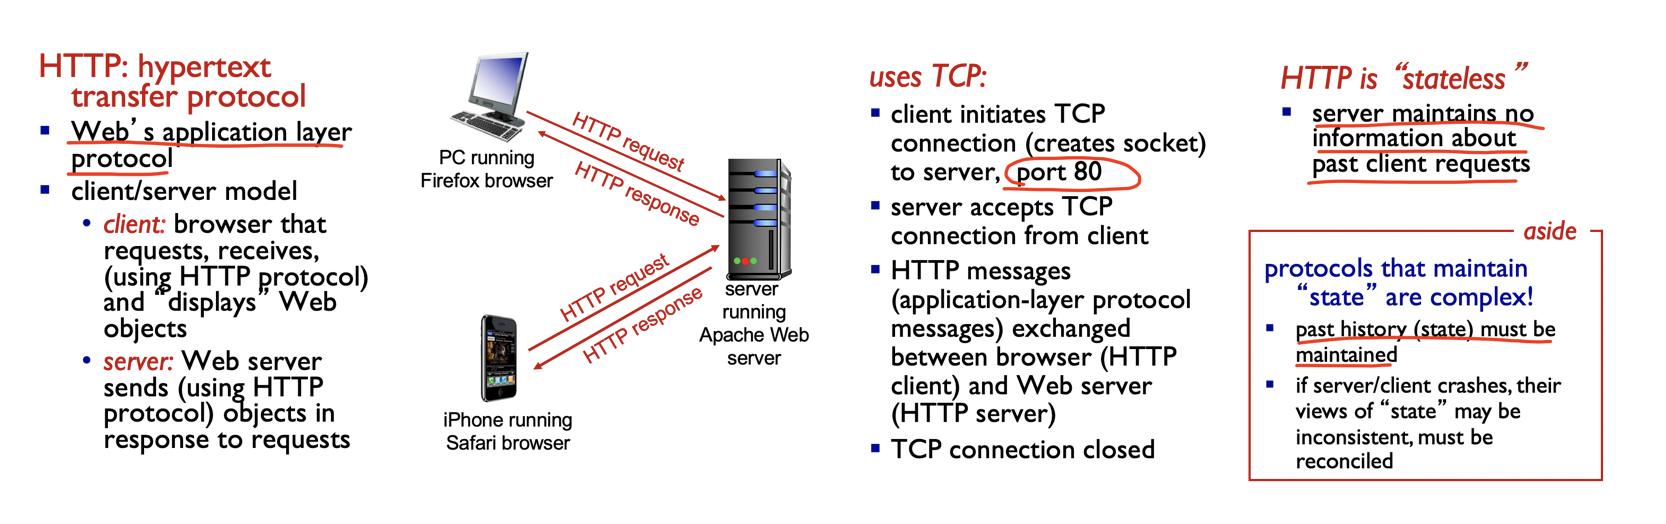 HTTP: hypertext
transfer protocol
Web's application layer
protocol
client/server model
client: browser that
requests, receives,
(using HTTP protocol)
and “displays” Web
objects
server: Web server
sends (using HTTP
protocol) objects in
response to requests
PC running
Firefox browser
HTTP request
HTTP response
server
running
Apache Web
server
HTTP request
HTTP response
iPhone running
Safari browser
uses TCP:
client initiates TCP
connection (creates socket)
to server, port 80
server accepts TCP
connection from client
HTTP messages
(application-layer protocol
messages) exchanged
between browser (HTTP
client) and Web server
(HTTP server)
TCP connection closed
HTTP is “stateless”
server maintains no
information about
past client requests
aside
protocols that maintain
“state” are complex!
past history (state) must be
maintained
if server/client crashes, their
views of “state” may be
inconsistent, must be
reconciled